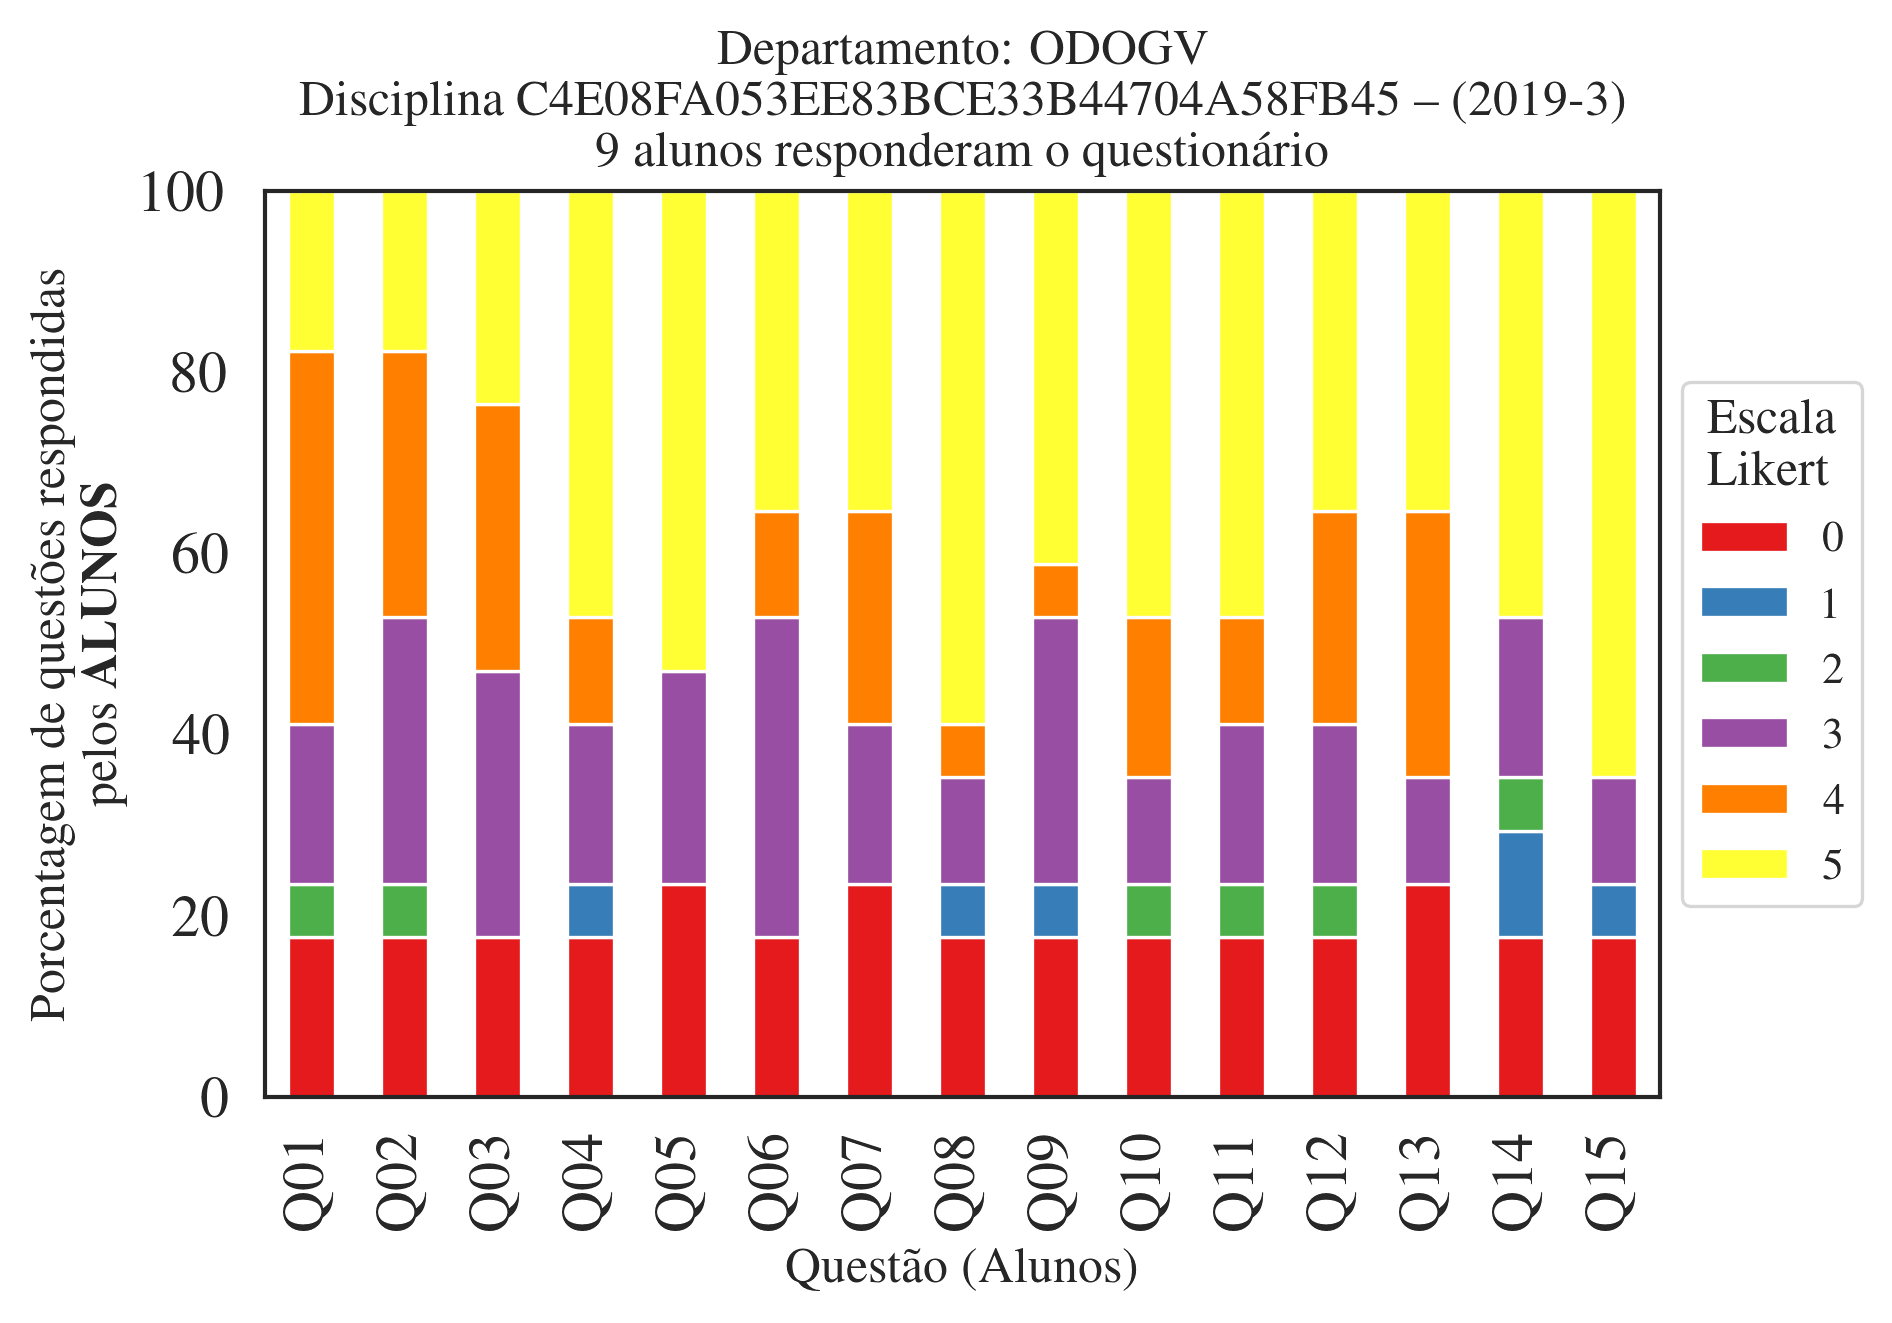 Departamento: ODOGV
Disciplina C4E08FA053EE83BCE33B44704A58FB45 – (2019-3)
9 alunos responderam o questionário
Porcentagem de questões respondidas
pelos ALUNOS
100
80
60
40
20
0
Q01
Q02
Q03
Q04
Q05
Q06
Q07
Q08
Q09
Q10
Q11
Q12
Q13
Q14
Q15
Questão (Alunos)
Escala
Likert
0
1
2
3
4
5